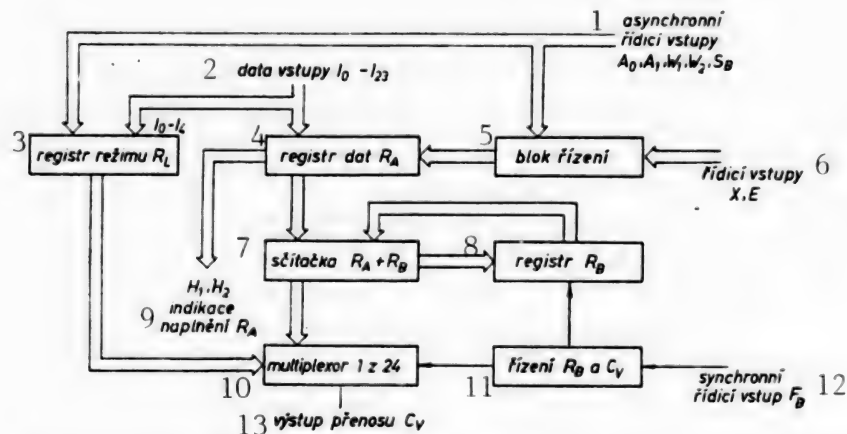 1 asynchronní
řídicí vstupy
A0,A1,W1,W2,SB
2 data vstupy I0 - I23
I0-I4
3 registr režimu RL
4 registr dat RA
5 blok řízení
řídicí vstupy 6
X,E
7 sčítačka RA+RB
8 registr RB
H1,H2
indikace
9 naplnění RA
10 multiplexor 1 z 24
11 řízení RB a CV
synchronní 12
řídicí vstup FB
13 výstup přenosu CV